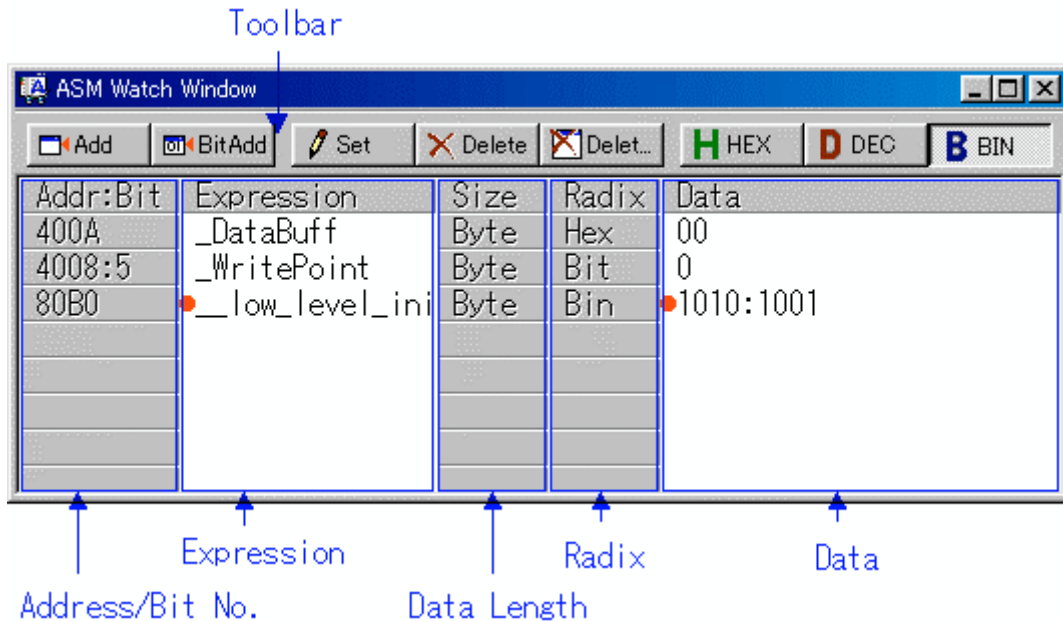 Toolbar
ASM Watch Window
Add BitAdd Set Delete Delet... HEX DEC BIN
Addr:Bit Expression Size Radix Data
400A _DataBuff Byte Hex 00
4008:5 _WritePoint Byte Bit 0
80B0 __low_level_ini Byte Bin 1010:1001
Expression Radix Data
Address/Bit No. Data Length